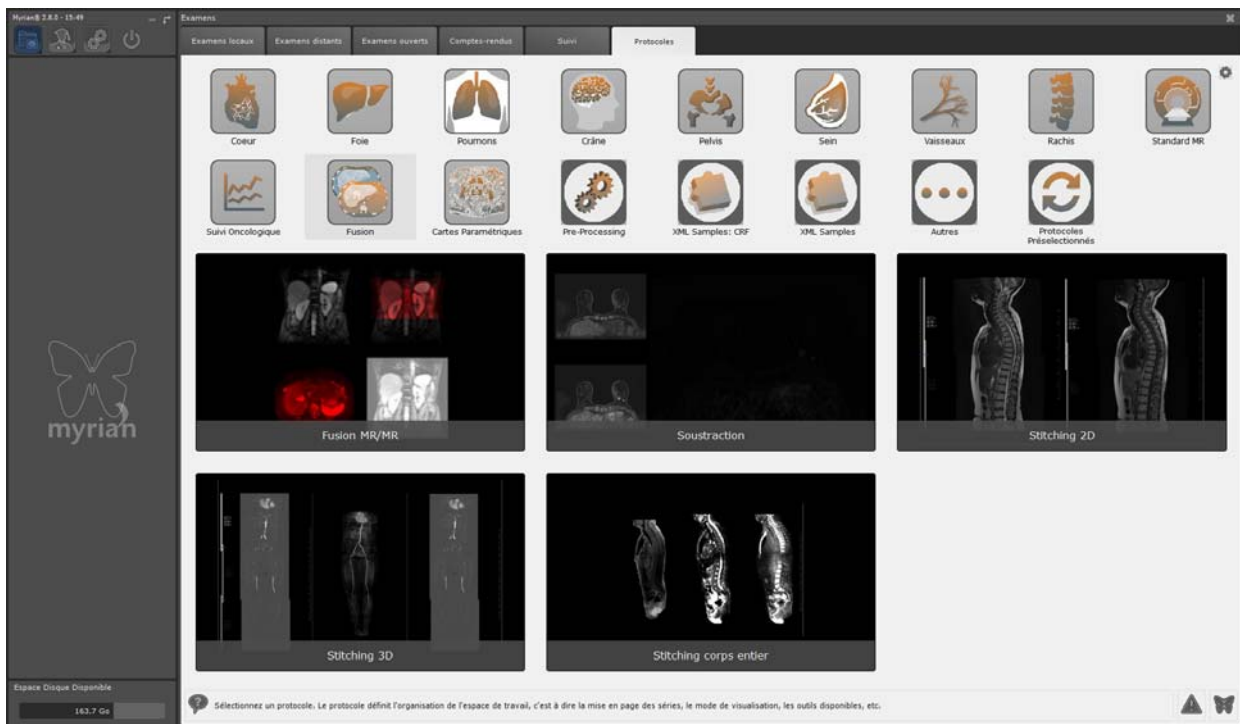 Myrian® 2.8.0 - 15:49
Examens
Examens locaux Examens distants Examens ouverts Comptes-rendus Suivi Protocoles
Coeur Foie Poumons Crâne Pelvis Sein Vaisseaux Rachis Standard MR
Suivi Oncologique Fusion Cartes Paramétriques Pre-Processing XML Samples: CRF XML Samples Autres Protocoles
Préselectionnés
myrian
Fusion MR/MR Soustraction Stitching 2D
Stitching 3D Stitching corps entier
Espace Disque Disponible
163.7 Go
Sélectionnez un protocole. Le protocole définit l'organisation de l'espace de travail, c'est à dire la mise en page des séries, le mode de visualisation, les outils disponibles, etc.